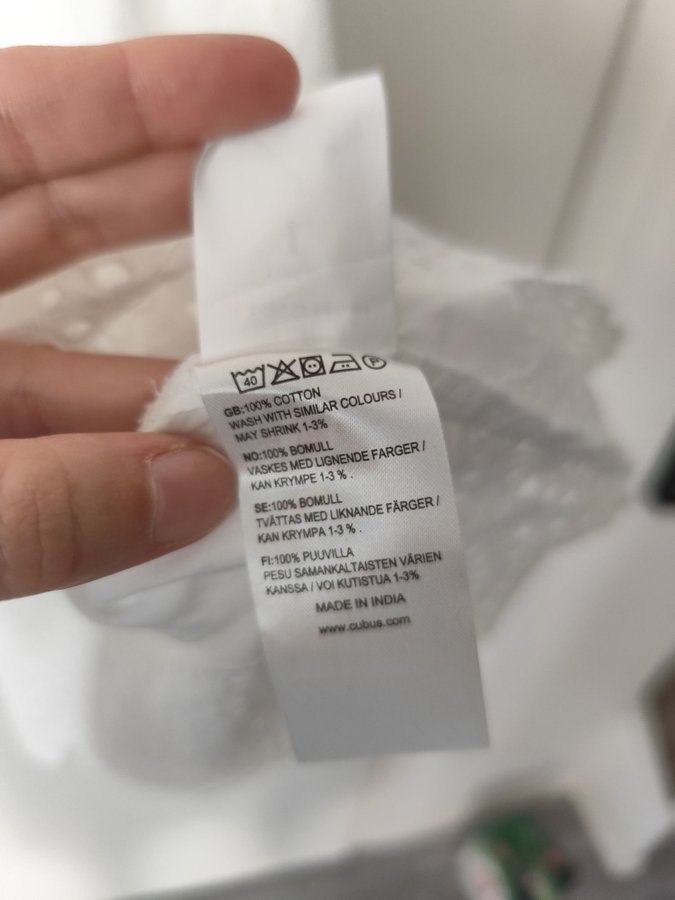 40 P
GB:100% COTTON
WASH WITH SIMILAR COLOURS /
MAY SHRINK 1-3%
NO:100% BOMULL
VASKES MED LIGNENDE FARGER /
KAN KRYMPE 1-3 % .
SE:100% BOMULL
TVÄTTAS MED LIKNANDE FÄRGER /
KAN KRYMPA 1-3 % .
FI:100% PUUVILLA
PESU SAMANKALTAISTEN VÄRIEN
KANSSA / VOI KUTISTUA 1-3%
MADE IN INDIA
www.cubus.com